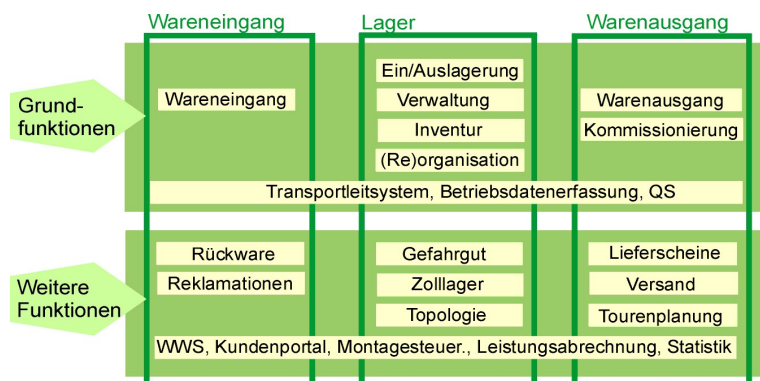 Wareneingang
Lager
Warenausgang
Grund-
funktionen
Wareneingang
Ein/Auslagerung
Verwaltung
Inventur
(Re)organisation
Warenausgang
Kommissionierung
Transportleitsystem, Betriebsdatenerfassung, QS
Weitere
Funktionen
Rückware
Reklamationen
Gefahrgut
Zolllager
Topologie
Lieferscheine
Versand
Tourenplanung
WWS, Kundenportal, Montagesteuer., Leistungsabrechnung, Statistik